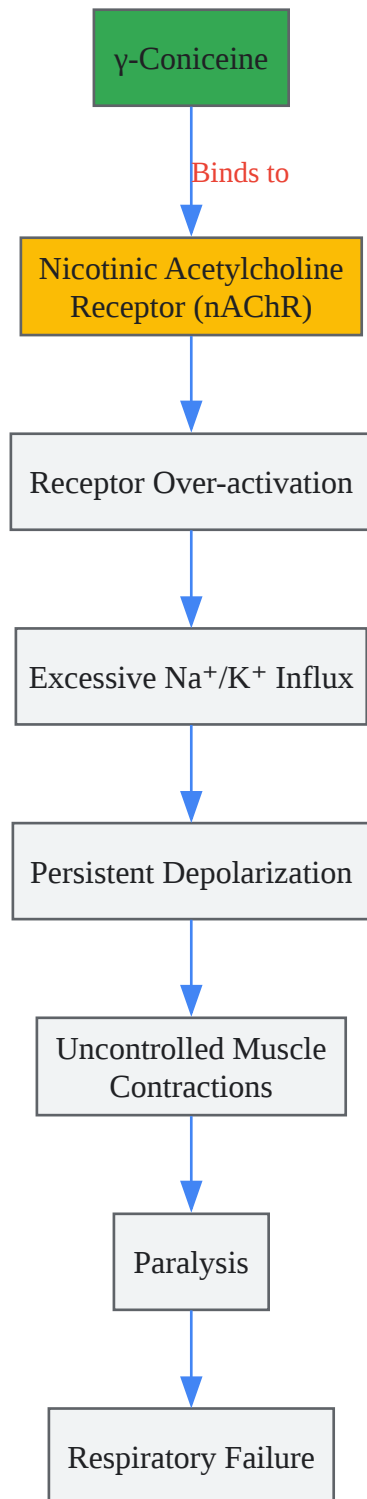 γ-Coniceine
Binds to
Nicotinic Acetylcholine
Receptor (nAChR)
Receptor Over-activation
Excessive Na⁺/K⁺ Influx
Persistent Depolarization
Uncontrolled Muscle
Contractions
Paralysis
Respiratory Failure